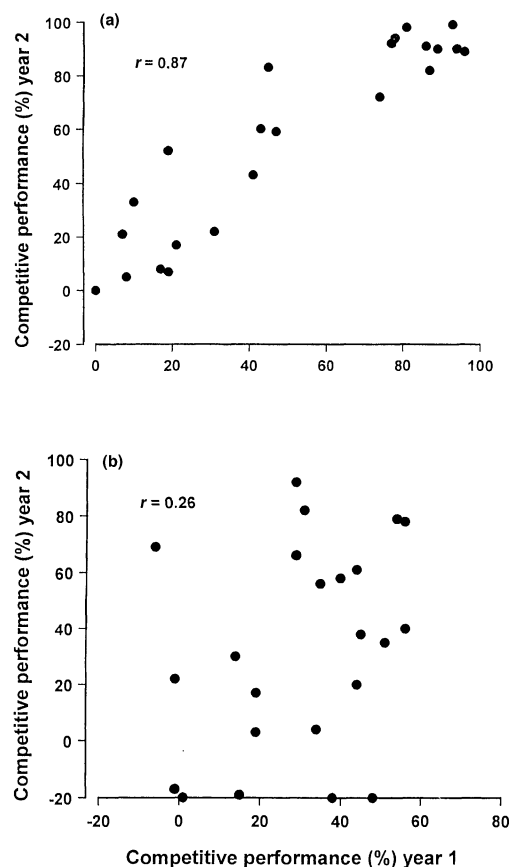 (a)
r = 0.87
Competitive performance (%) year 2
100
80
60
40
20
0
-20
0 20 40 60 80 100
(b)
r = 0.26
Competitive performance (%) year 2
100
80
60
40
20
0
-20
-20 0 20 40 60 80
Competitive performance (%) year 1